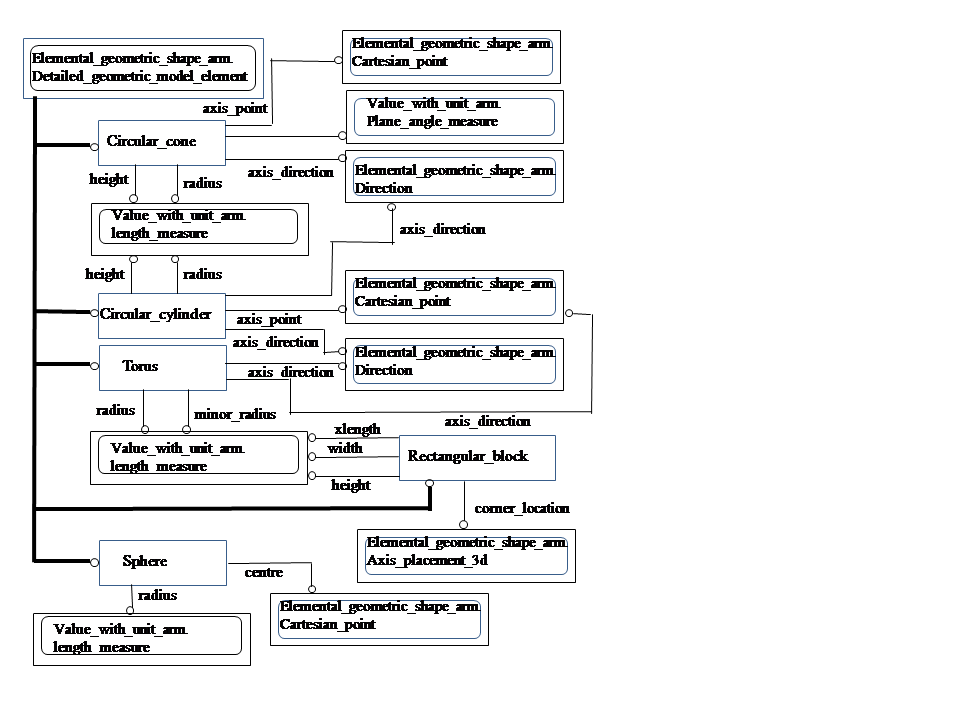 Elemental_geometric_shape_arm.
Detailed_geometric_model_element
Elemental_geometric_shape_arm.
Cartesian_point
axis_point
Value_with_unit_arm.
Plane_angle_measure
Circular_cone
axis_direction
Elemental_geometric_shape_arm.
Direction
height
radius
Value_with_unit_arm.
length_measure
axis_direction
height
radius
Elemental_geometric_shape_arm.
Cartesian_point
Circular_cylinder
axis_point
axis_direction
Elemental_geometric_shape_arm.
Direction
Torus
axis_direction
radius
minor_radius
axis_direction
xlength
width
height
Value_with_unit_arm.
length_measure
Rectangular_block
corner_location
Elemental_geometric_shape_arm.
Axis_placement_3d
Sphere
centre
radius
Elemental_geometric_shape_arm.
Cartesian_point
Value_with_unit_arm.
length_measure